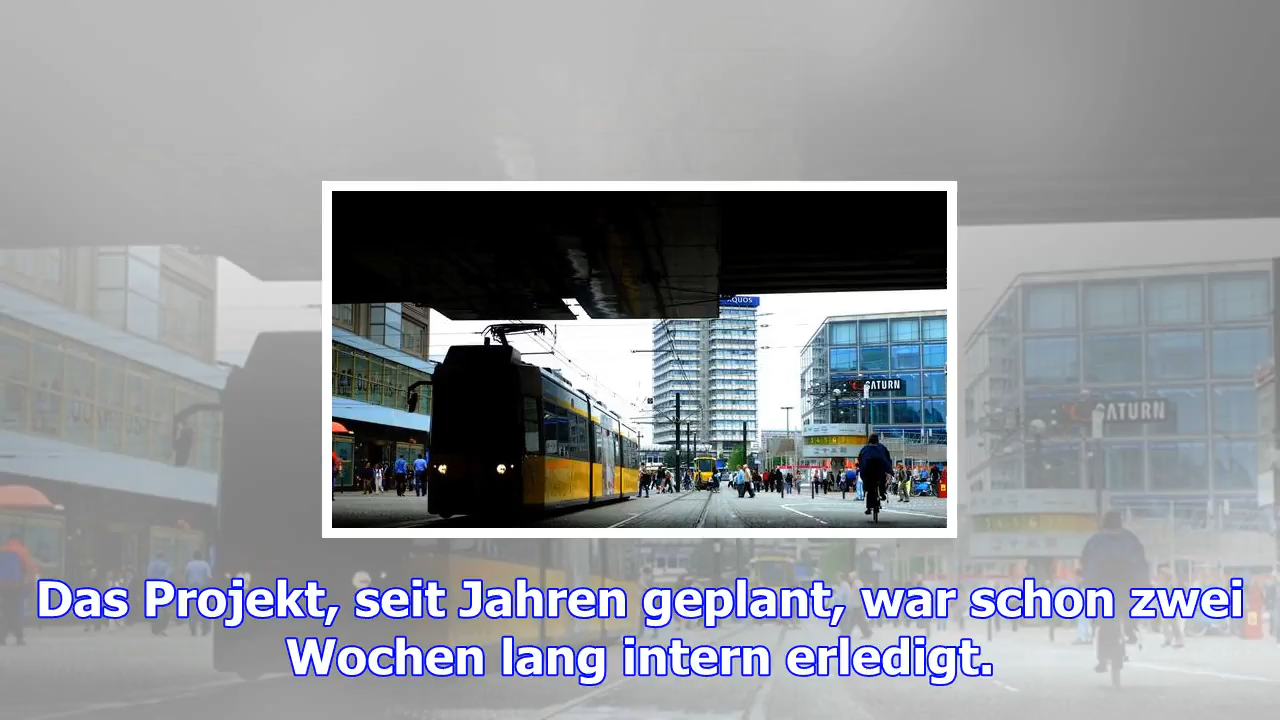 AQUOS
SATURN
SATURN
Das Projekt, seit Jahren geplant, war schon zwei
Wochen lang intern erledigt.